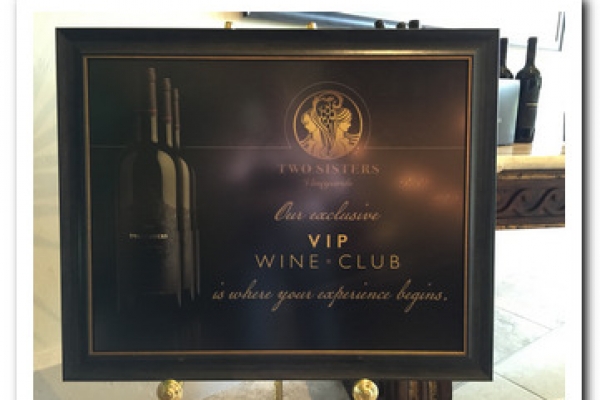 TWO SISTERS
Vineyards
Our exclusive
VIP
WINE · CLUB
is where your experience begins.